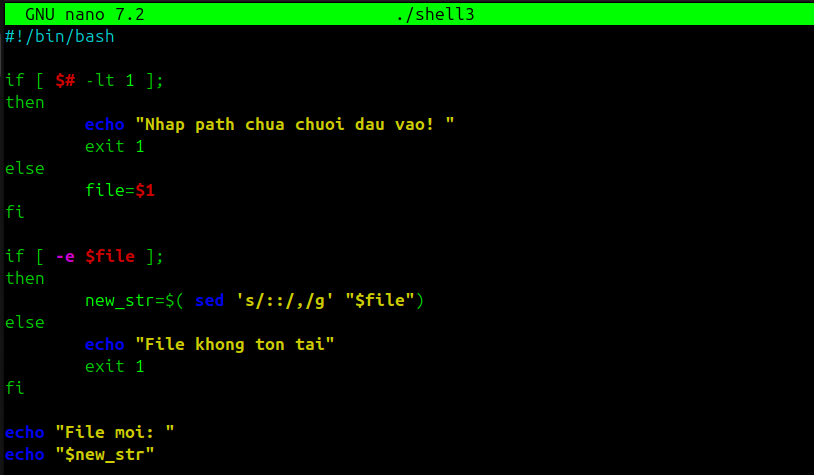 GNU nano 7.2 ./shell3
#!/bin/bash
if [ $# -lt 1 ];
then
echo "Nhap path chua chuoi dau vao! "
exit 1
else
file=$1
fi
if [ -e $file ];
then
new_str=$( sed 's/::/,/g' "$file")
else
echo "File khong ton tai"
exit 1
fi
echo "File moi: "
echo "$new_str"